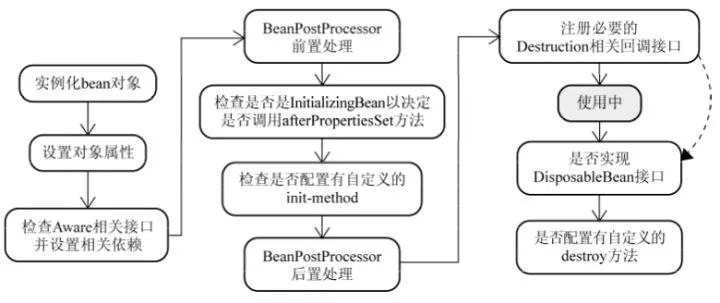 实例化bean对象
设置对象属性
检查Aware相关接口
并设置相关依赖
BeanPostProcessor
前置处理
检查是否是InitializingBean以决定
是否调用afterPropertiesSet方法
检查是否配置有自定义的
init-method
BeanPostProcessor
后置处理
注册必要的
Destruction相关回调接口
使用中
是否实现
DisposableBean接口
是否配置有自定义的
destroy方法